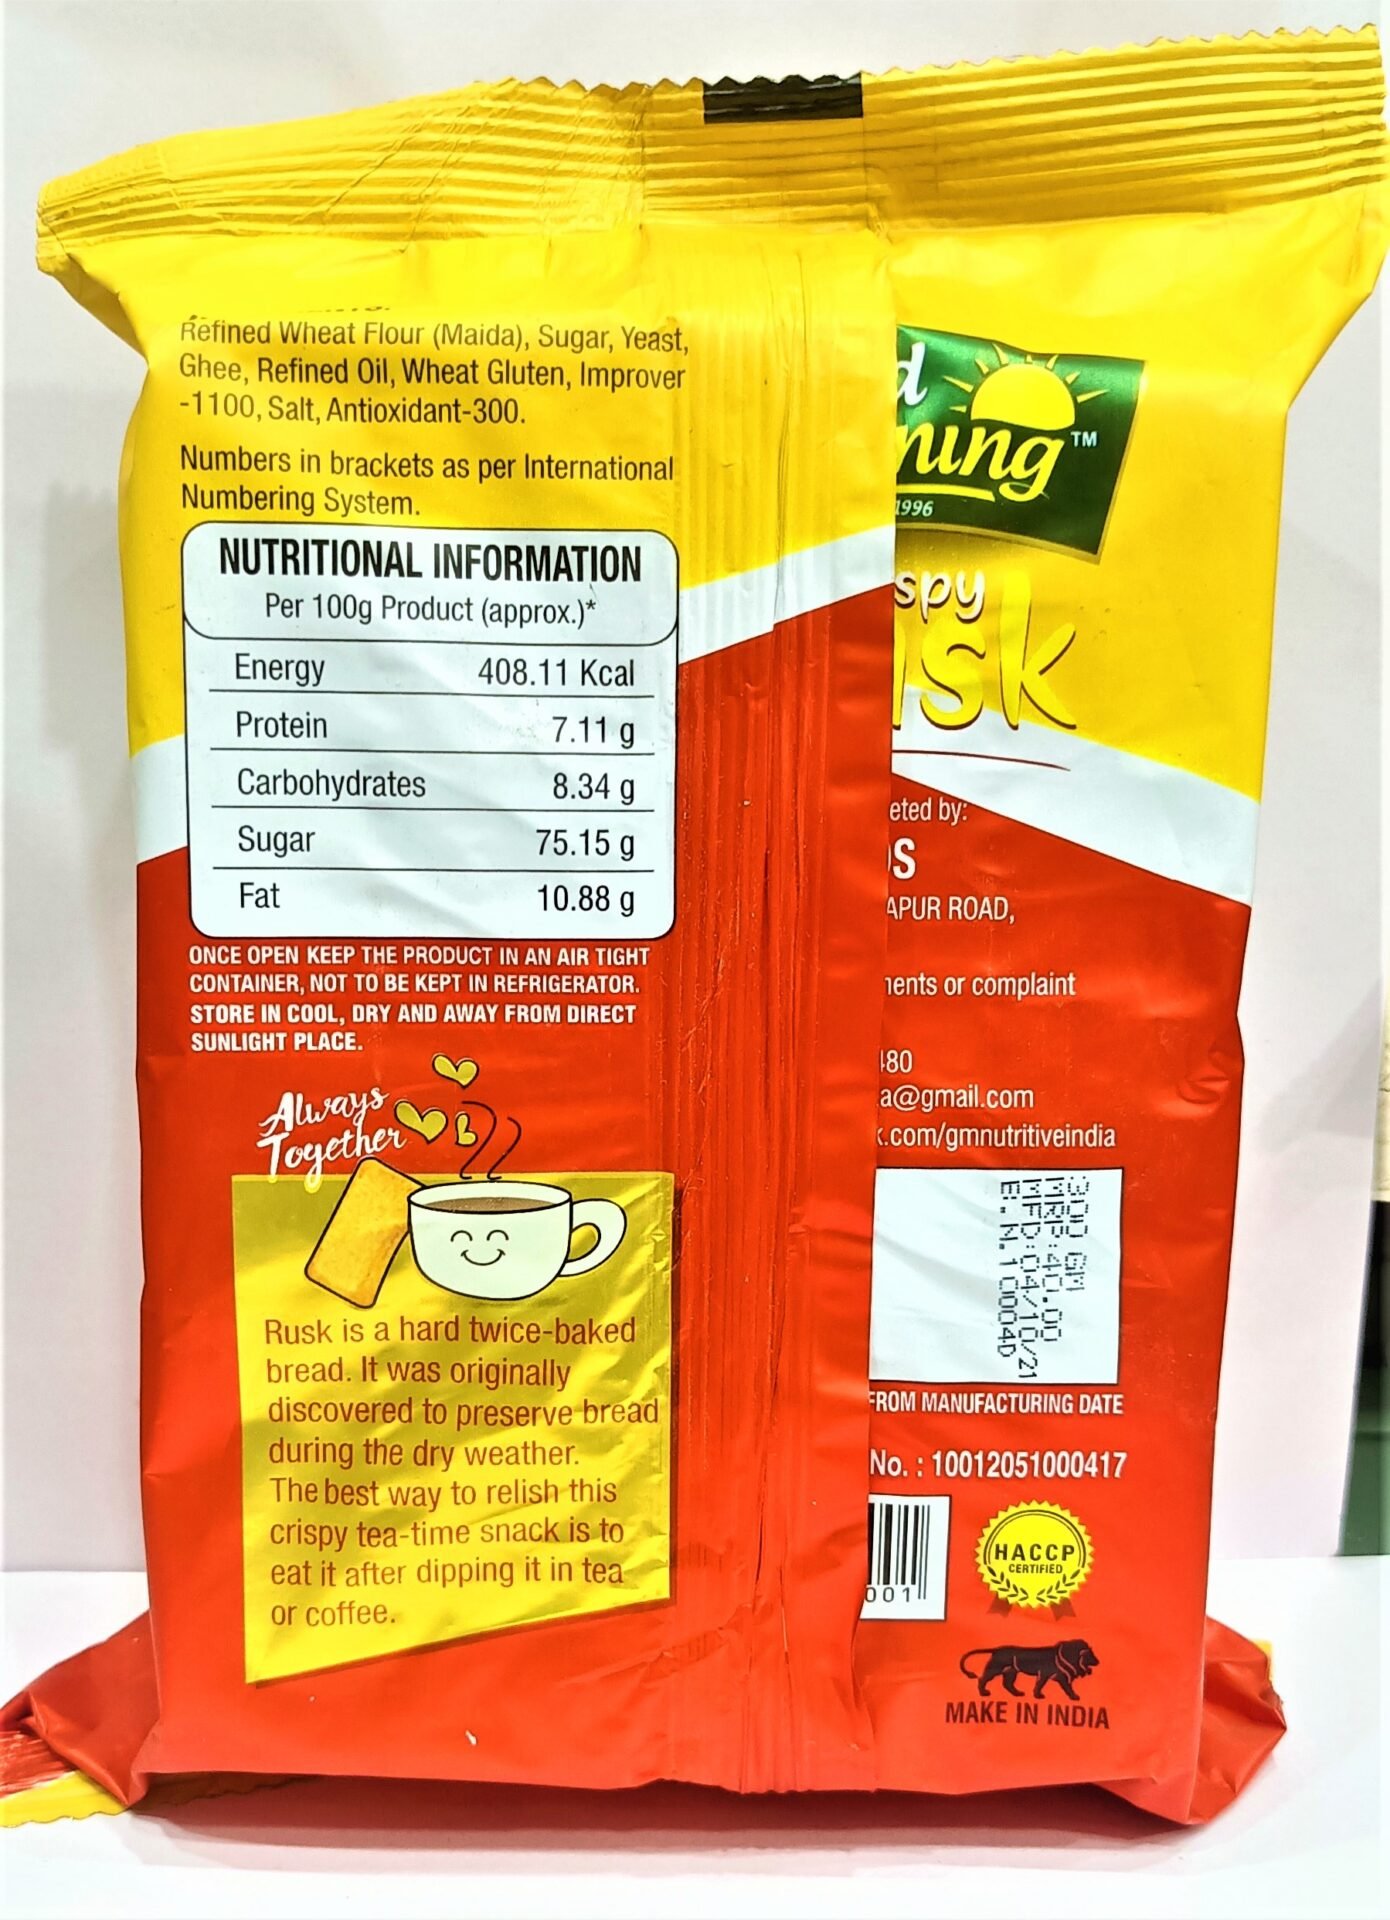 Refined Wheat Flour (Maida), Sugar, Yeast,
Ghee, Refined Oil, Wheat Gluten, Improver
-1100, Salt, Antioxidant-300.
Numbers in brackets as per International
Numbering System.
NUTRITIONAL INFORMATION
Per 100g Product (approx.)*
Energy 408.11 Kcal
Protein 7.11 g
Carbohydrates 8.34 g
Sugar 75.15 g
Fat 10.88 g
ONCE OPEN KEEP THE PRODUCT IN AN AIR TIGHT
CONTAINER, NOT TO BE KEPT IN REFRIGERATOR.
STORE IN COOL, DRY AND AWAY FROM DIRECT
SUNLIGHT PLACE.
Always
Together
Rusk is a hard twice-baked
bread. It was originally
discovered to preserve bread
during the dry weather.
The best way to relish this
crispy tea-time snack is to
eat it after dipping it in tea
or coffee.
d
ning™
1996
spy
sk
eted by:
S
APUR ROAD,
ents or complaint
80
a@gmail.com
.com/gmnutritiveindia
300 GM
MRP:40.00
MFD:04/10/21
B.N.10004D
FROM MANUFACTURING DATE
No. : 10012051000417
001
HACCP
CERTIFIED
MAKE IN INDIA